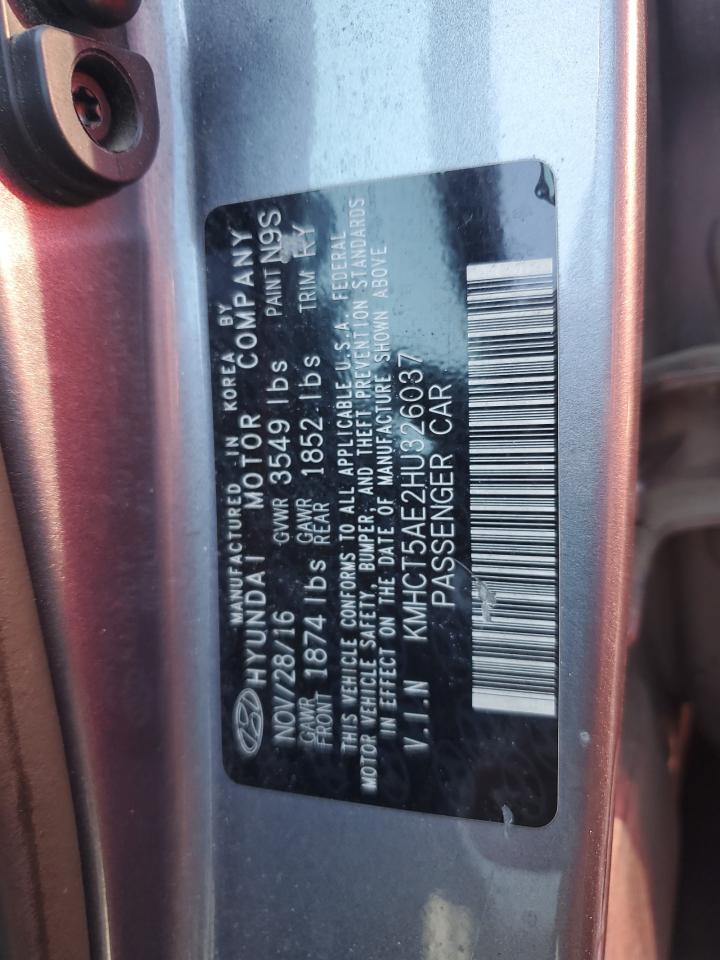 MANUFACTURED IN KOREA BY
HYUNDAI MOTOR COMPANY
NOV/28/16 GVWR 3549 lbs PAINT N9S
GAWR FRONT 1874 lbs GAWR REAR 1852 lbs TRIM RY
THIS VEHICLE CONFORMS TO ALL APPLICABLE U.S.A. FEDERAL
MOTOR VEHICLE SAFETY, BUMPER, AND THEFT PREVENTION STANDARDS
IN EFFECT ON THE DATE OF MANUFACTURE SHOWN ABOVE.
V.I.N KMHCT5AE2HU326037
PASSENGER CAR